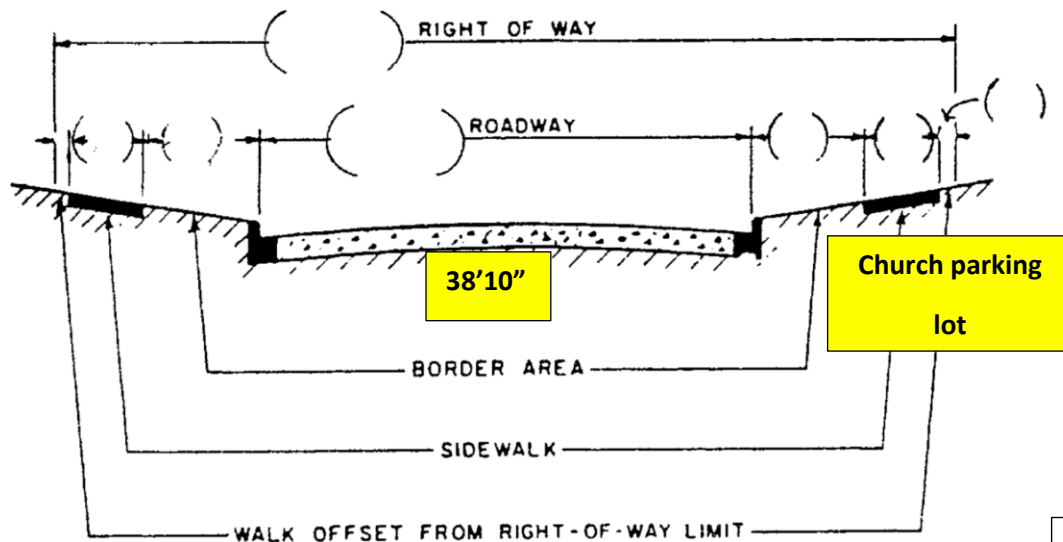 ( ) RIGHT OF WAY
( )
( ) ( ) ( ) ROADWAY ( ) ( )
38'10”
Church parking
lot
BORDER AREA
SIDEWALK
WALK OFFSET FROM RIGHT-OF-WAY LIMIT